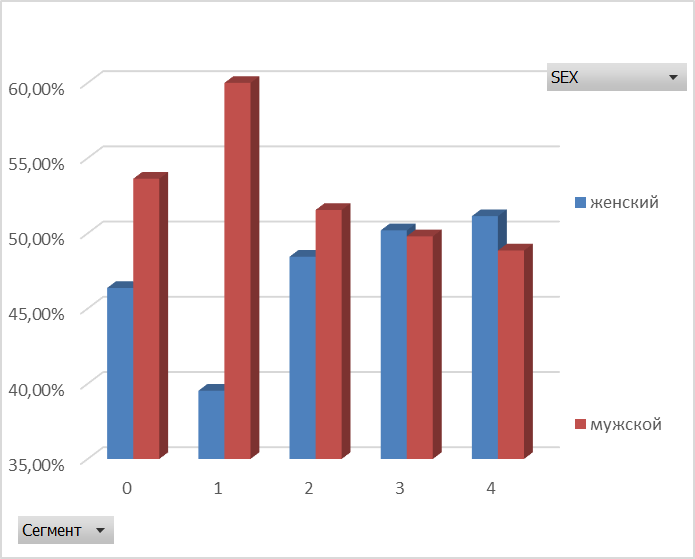 60,00%
55,00%
50,00%
45,00%
40,00%
35,00%
0 1 2 3 4
SEX
женский
мужской
Сегмент